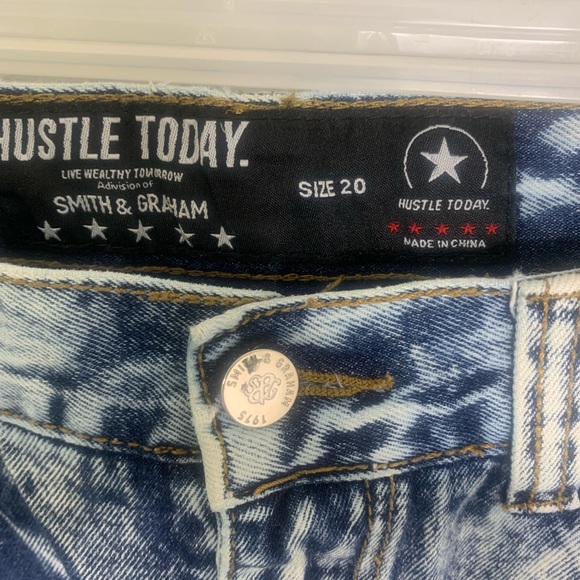 HUSTLE TODAY.
LIVE WEALTHY TOMORROW
A division of
SMITH & GRAHAM
SIZE 20
HUSTLE TODAY.
MADE IN CHINA
SMITH & GRAHAM
1975